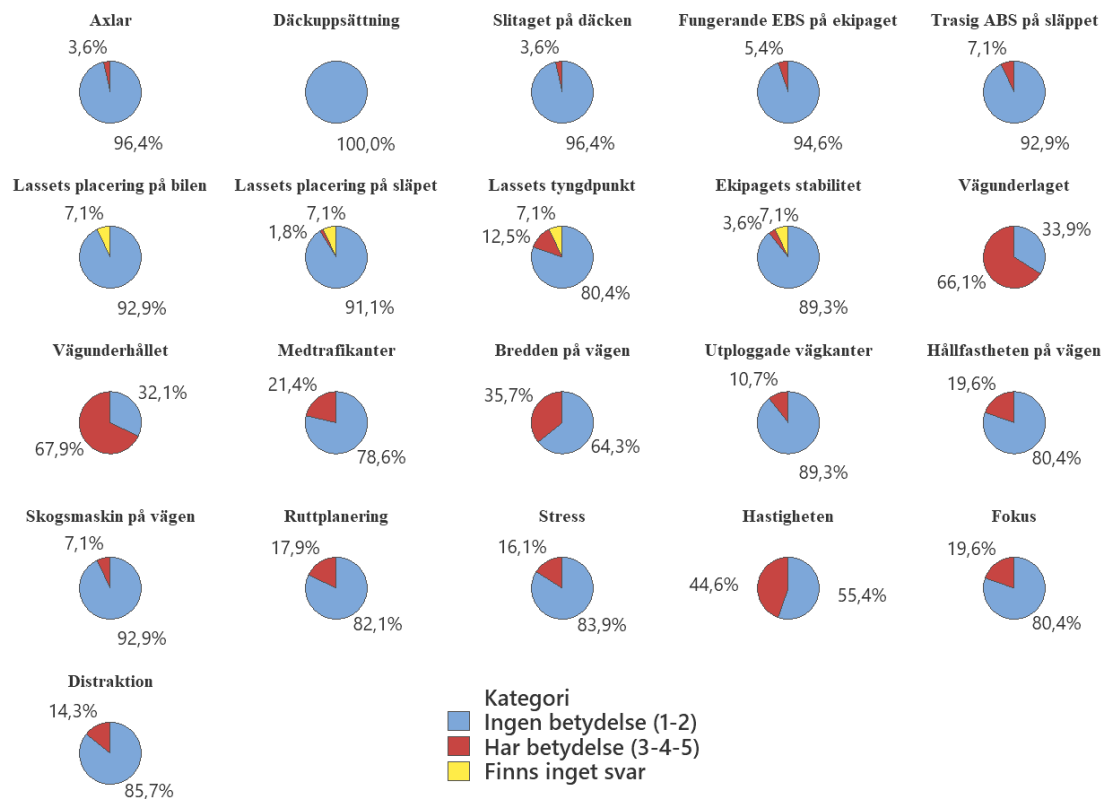 Axlar
3,6%
96,4%
Däckuppsättning
100,0%
Slitaget på däcken
3,6%
96,4%
Fungerande EBS på ekipaget
5,4%
94,6%
Trasig ABS på släppet
7,1%
92,9%
Lassets placering på bilen
7,1%
92,9%
Lassets placering på släpet
7,1%
1,8%
91,1%
Lassets tyngdpunkt
7,1%
12,5%
80,4%
Ekipagets stabilitet
3,6%
7,1%
89,3%
Vägunderlaget
33,9%
66,1%
Vägunderhållet
32,1%
67,9%
Medtrafikanter
21,4%
78,6%
Bredden på vägen
35,7%
64,3%
Utploggade vägkanter
10,7%
89,3%
Hållfastheten på vägen
19,6%
80,4%
Skogsmaskin på vägen
7,1%
92,9%
Ruttplanering
17,9%
82,1%
Stress
16,1%
83,9%
Hastigheten
44,6%
55,4%
Fokus
19,6%
80,4%
Distraktion
14,3%
85,7%
Kategori
Ingen betydelse (1-2)
Har betydelse (3-4-5)
Finns inget svar